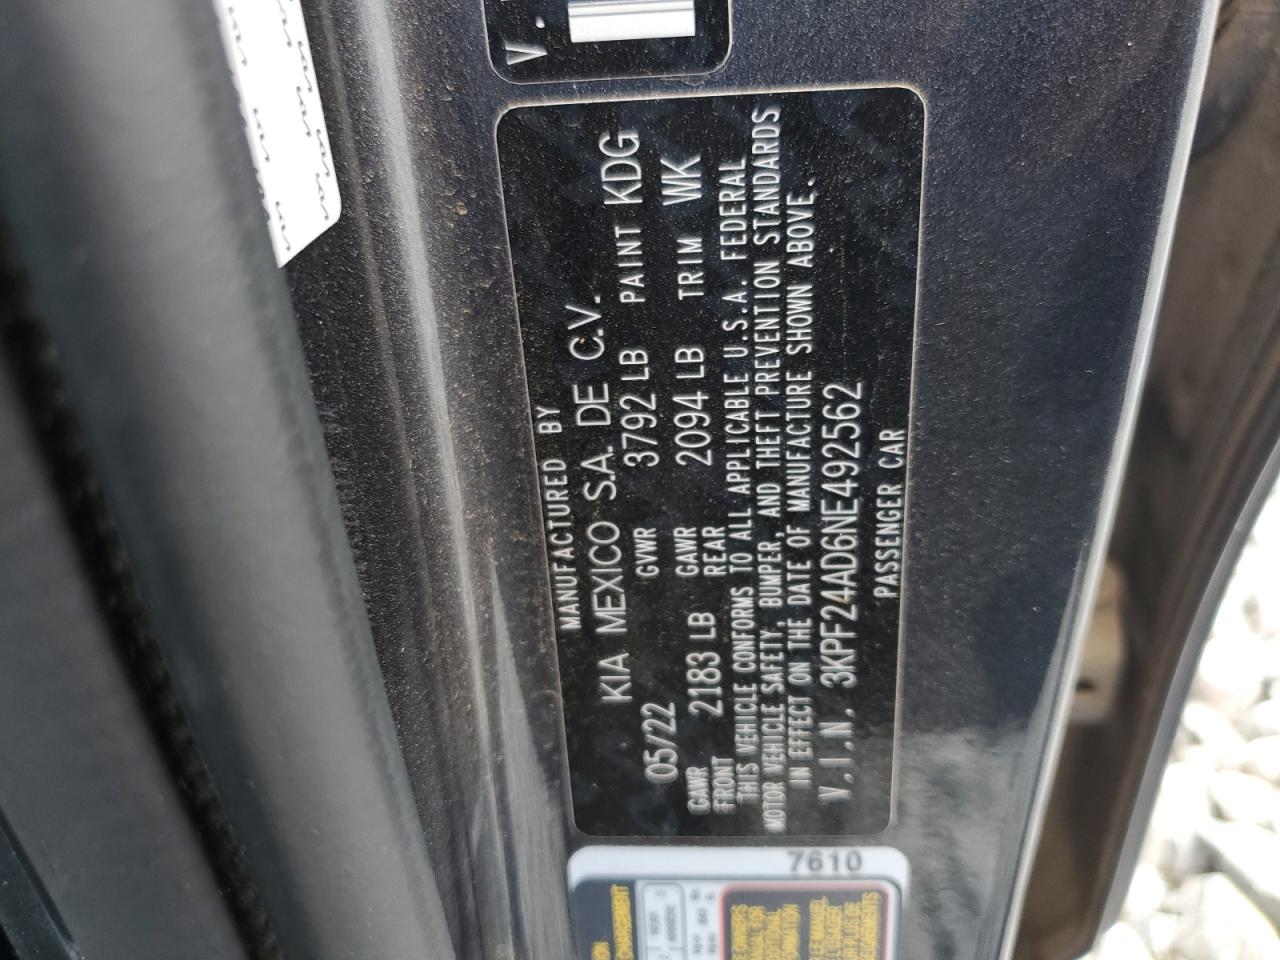 V.
MANUFACTURED BY
KIA MEXICO S.A. DE C.V.
05/22 GVWR 3792 LB PAINT KDG
GAWR FRONT 2183 LB GAWR REAR 2094 LB TRIM WK
THIS VEHICLE CONFORMS TO ALL APPLICABLE U.S.A. FEDERAL
MOTOR VEHICLE SAFETY, BUMPER, AND THEFT PREVENTION STANDARDS
IN EFFECT ON THE DATE OF MANUFACTURE SHOWN ABOVE.
V.I.N. 3KPF24AD6NE492562
PASSENGER CAR
7610